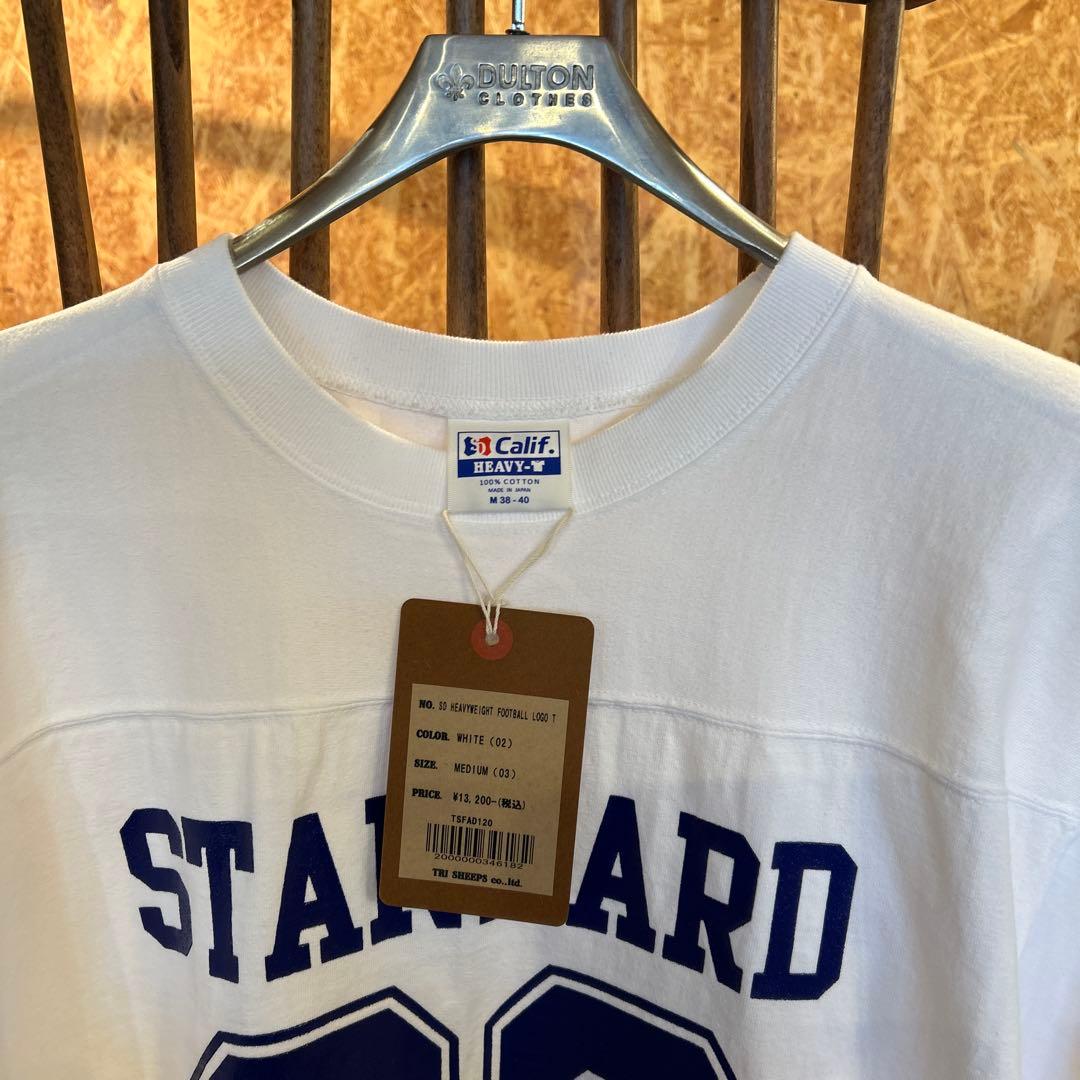 DULTON
CLOTHES
SD Calif.
HEAVY-T
100% COTTON
MADE IN JAPAN
M 38 - 40
NO. SD HEAVYWEIGHT FOOTBALL LOGO T
COLOR. WHITE (02)
SIZE. MEDIUM (03)
PRICE. ¥13,200-(税込)
TSFAD120
2000000346182
TRI SHEEPS co.,ltd.